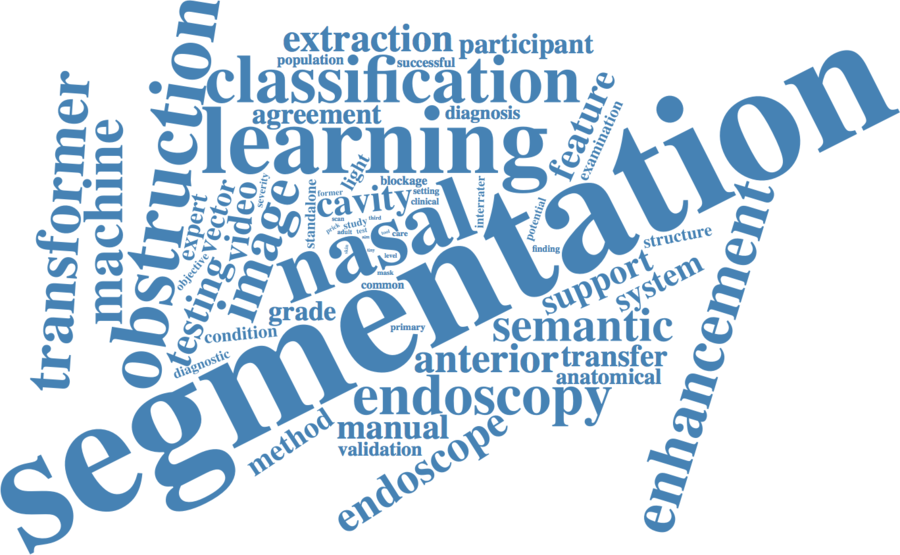 extraction
participant
population
successful
classification
obstruction
agreement
diagnosis
learning
feature
examination
transformer
machine
segmentation
light
blockage
former
setting
cavity
clinical
standalone
interrater
severity
expert
vector
video
image
objective
testing
nasal
scan
study
third
adult
test
care
level
mask
common
potential
finding
structure
support
system
enhancement
grade
condition
primary
diagnostic
semantic
anterior
transfer
anatomical
endoscopy
method
manual
validation
endoscope